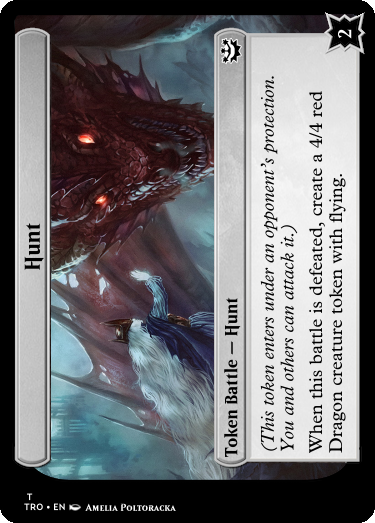 Hunt
Token Battle – Hunt
(This token enters under an opponent's protection.
You and others can attack it.)
When this battle is defeated, create a 4/4 red
Dragon creature token with flying.
2
T
TRO • EN Amelia Poltoracka